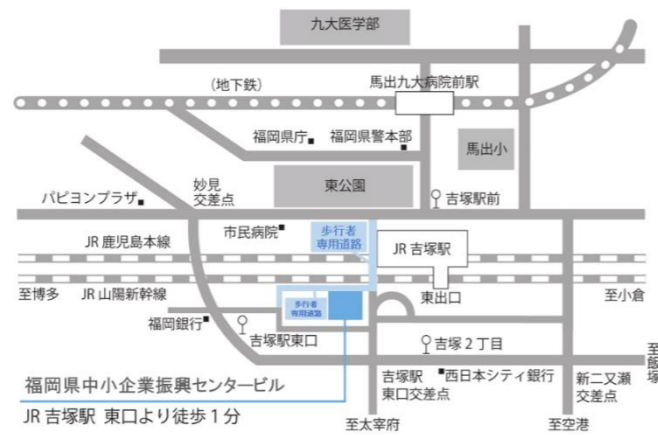 九大医学部
(地下鉄)
馬出九大病院前駅
福岡県庁
福岡県警本部
馬出小
東公園
パピヨンプラザ
妙見
交差点
吉塚駅前
市民病院
歩行者
専用道路
JR 鹿児島本線
JR 吉塚駅
至博多
JR 山陽新幹線
東出口
至小倉
歩行者
専用道路
福岡銀行
吉塚駅東口
吉塚2丁目
至飯塚
福岡県中小企業振興センタービル
JR 吉塚駅 東口より徒歩1分
吉塚駅
東口交差点
西日本シティ銀行
新二又瀬
交差点
至太宰府
至空港